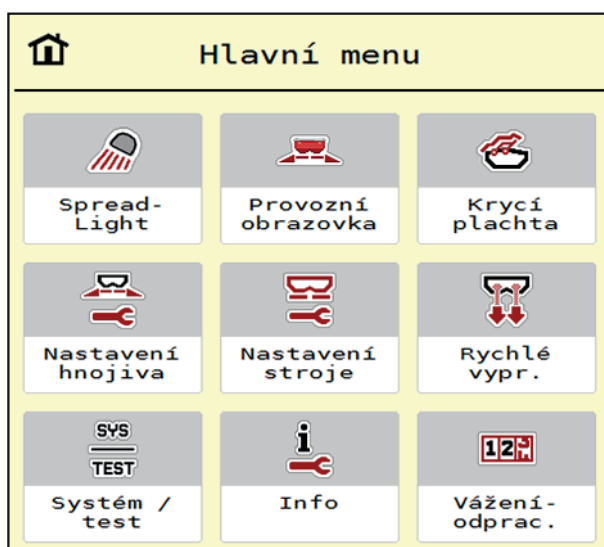 Hlavní menu
Spread-
Light
Provozní
obrazovka
Krycí
plachta
Nastavení
hnojiva
Nastavení
stroje
Rychlé
vypr.
SYS
TEST
Systém /
test
i
Info
12
Vážení-
odprac.